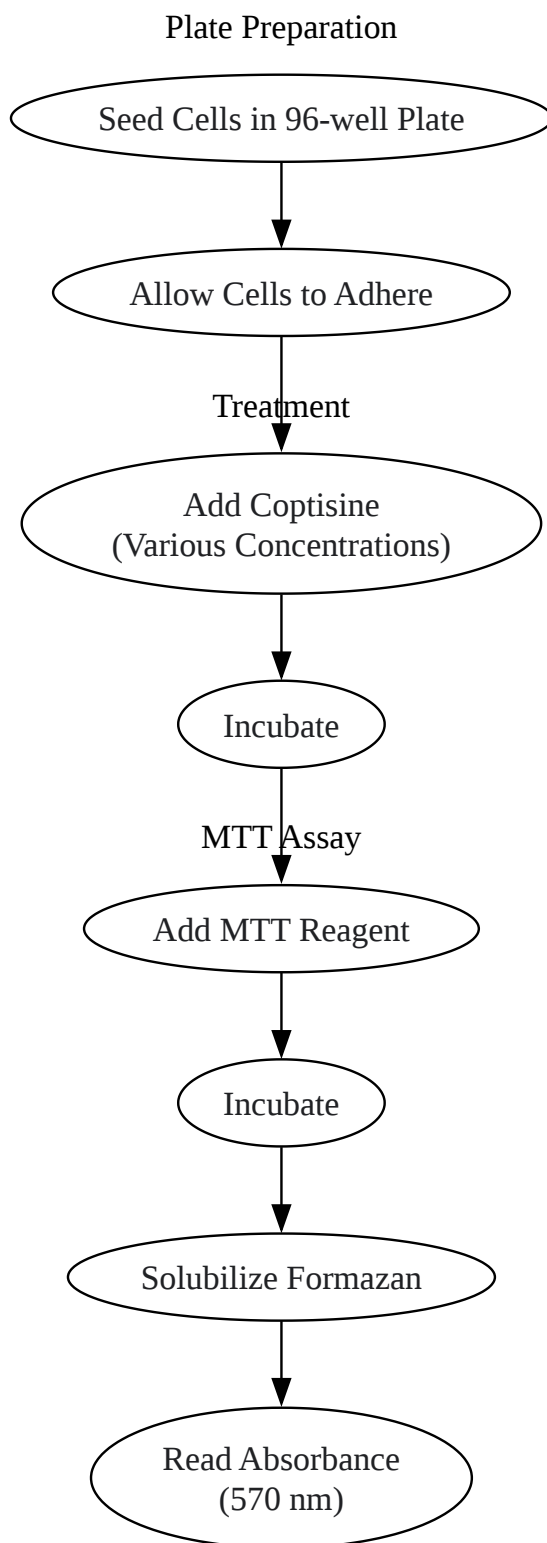 Plate Preparation
Seed Cells in 96-well Plate
Allow Cells to Adhere
Treatment
Add Coptisine
(Various Concentrations)
Incubate
MTT Assay
Add MTT Reagent
Incubate
Solubilize Formazan
Read Absorbance
(570 nm)